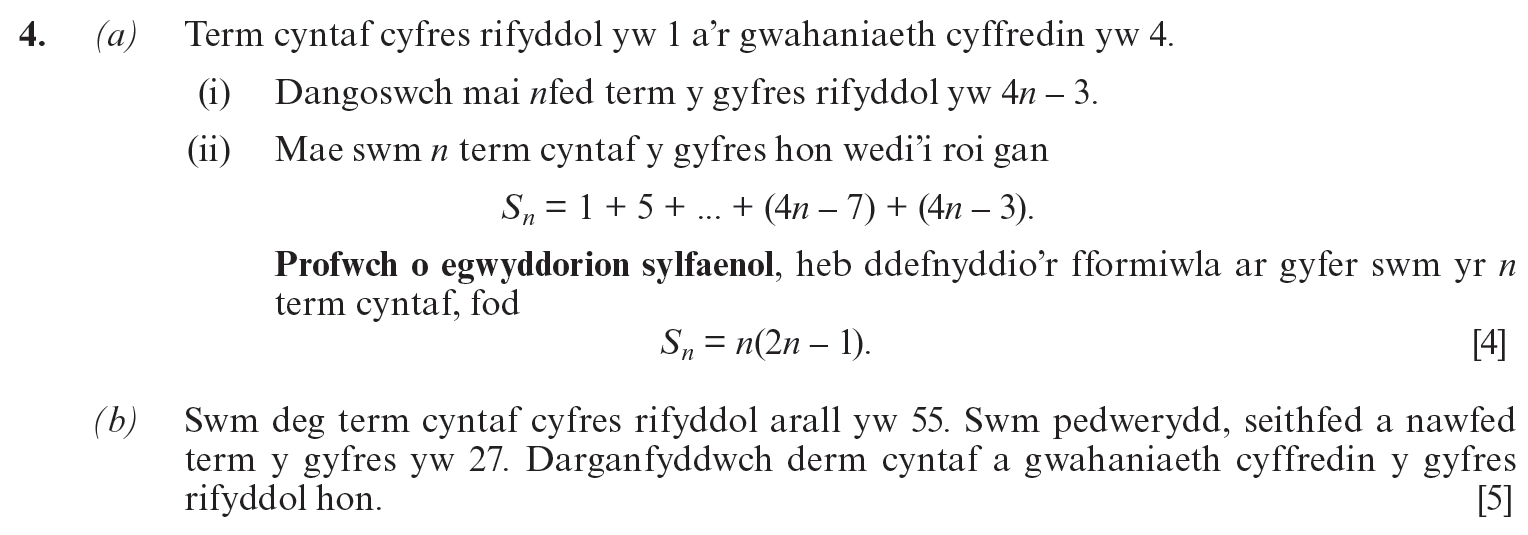 4. (a) Term cyntaf cyfres rifyddol yw 1 a’r gwahaniaeth cyffredin yw 4.
(i) Dangoswch mai nfed term y gyfres rifyddol yw 4n – 3.
(ii) Mae swm n term cyntaf y gyfres hon wedi’i roi gan
Sₙ = 1 + 5 + ... + (4n – 7) + (4n – 3).
Profwch o egwyddorion sylfaenol, heb ddefnyddio’r fformiwla ar gyfer swm yr n
term cyntaf, fod
Sₙ = n(2n – 1). [4]
(b) Swm deg term cyntaf cyfres rifyddol arall yw 55. Swm pedwerydd, seithfed a nawfed
term y gyfres yw 27. Darganfyddwch derm cyntaf a gwahaniaeth cyffredin y gyfres
rifyddol hon. [5]